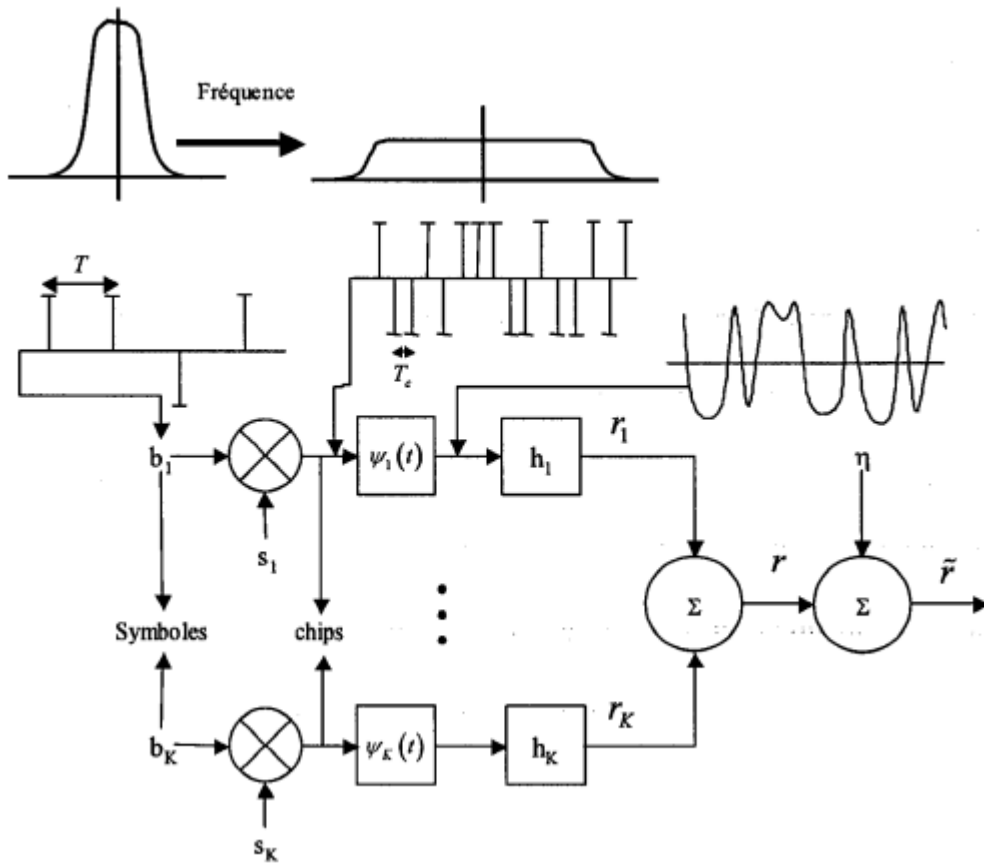 Fréquence
T
T_c
b_1
ψ_1(t)
h_1
r_1
η
s_1
Σ
r
Σ
r̃
Symboles
chips
b_K
ψ_K(t)
h_K
r_K
s_K